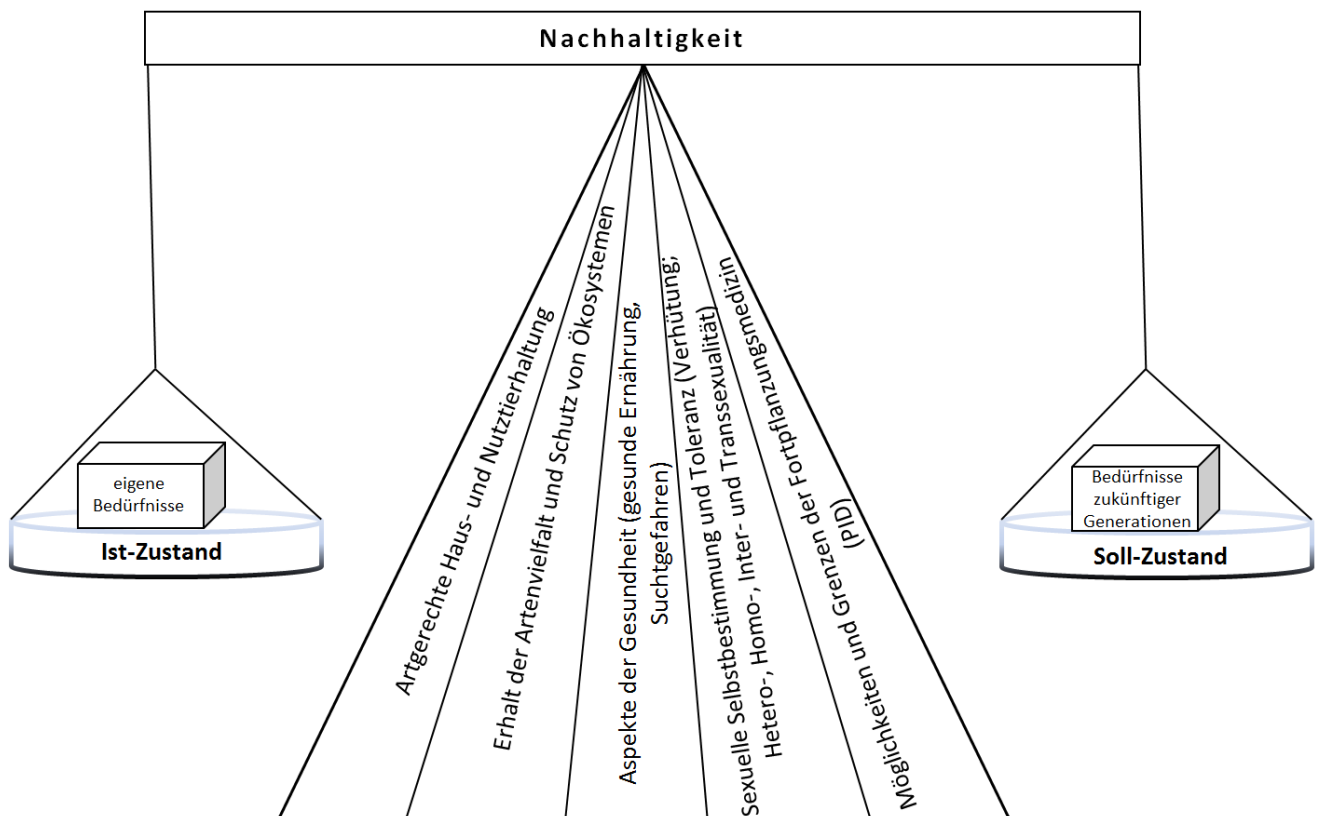 Nachhaltigkeit
eigene
Bedürfnisse
Ist-Zustand
Artgerechte Haus- und Nutztierhaltung
Erhalt der Artenvielfalt und Schutz von Ökosystemen
Aspekte der Gesundheit (gesunde Ernährung,
Suchtgefahren)
Sexuelle Selbstbestimmung und Toleranz (Verhütung;
Hetero-, Homo-, Inter- und Transsexualität)
Möglichkeiten und Grenzen der Fortpflanzungsmedizin
(PID)
Bedürfnisse
zukünftiger
Generationen
Soll-Zustand